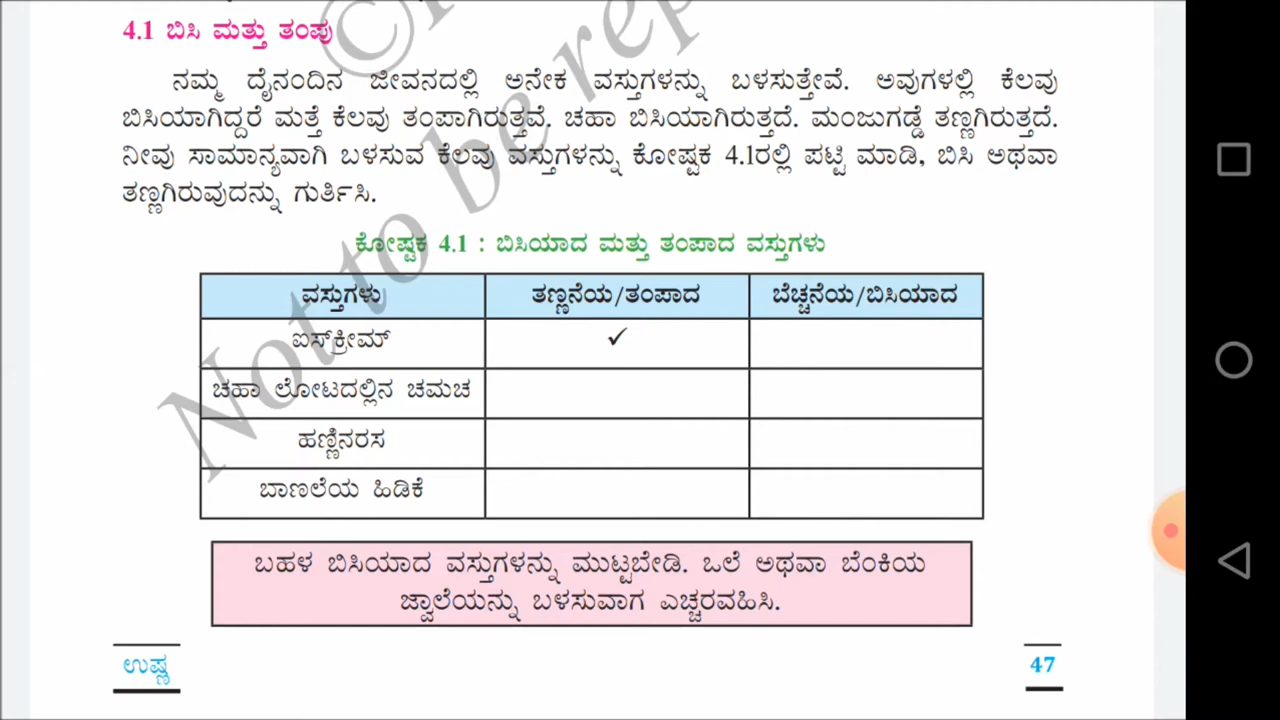 4.1 ಬಿಸಿ ಮತ್ತು ತಂಪು
ನಮ್ಮ ದೈನಂದಿನ ಜೀವನದಲ್ಲಿ ಅನೇಕ ವಸ್ತುಗಳನ್ನು ಬಳಸುತ್ತೇವೆ. ಅವುಗಳಲ್ಲಿ ಕೆಲವು
ಬಿಸಿಯಾಗಿದ್ದರೆ ಮತ್ತೆ ಕೆಲವು ತಂಪಾಗಿರುತ್ತವೆ. ಚಹಾ ಬಿಸಿಯಾಗಿರುತ್ತದೆ. ಮಂಜುಗಡ್ಡೆ ತಣ್ಣಗಿರುತ್ತದೆ.
ನೀವು ಸಾಮಾನ್ಯವಾಗಿ ಬಳಸುವ ಕೆಲವು ವಸ್ತುಗಳನ್ನು ಕೋಷ್ಟಕ 4.1ರಲ್ಲಿ ಪಟ್ಟಿ ಮಾಡಿ, ಬಿಸಿ ಅಥವಾ
ತಣ್ಣಗಿರುವುದನ್ನು ಗುರ್ತಿಸಿ.
ಕೋಷ್ಟಕ 4.1 : ಬಿಸಿಯಾದ ಮತ್ತು ತಂಪಾದ ವಸ್ತುಗಳು
ವಸ್ತುಗಳು ತಣ್ಣನೆಯ/ತಂಪಾದ ಬೆಚ್ಚನೆಯ/ಬಿಸಿಯಾದ
ಐಸ್‌ಕ್ರೀಮ್ ✓
ಚಹಾ ಲೋಟದಲ್ಲಿನ ಚಮಚ
ಹಣ್ಣಿನರಸ
ಬಾಣಲೆಯ ಹಿಡಿಕೆ
ಬಹಳ ಬಿಸಿಯಾದ ವಸ್ತುಗಳನ್ನು ಮುಟ್ಟಬೇಡಿ. ಒಲೆ ಅಥವಾ ಬೆಂಕಿಯ
ಜ್ವಾಲೆಯನ್ನು ಬಳಸುವಾಗ ಎಚ್ಚರವಹಿಸಿ.
ಉಷ್ಣ 47
Not to be